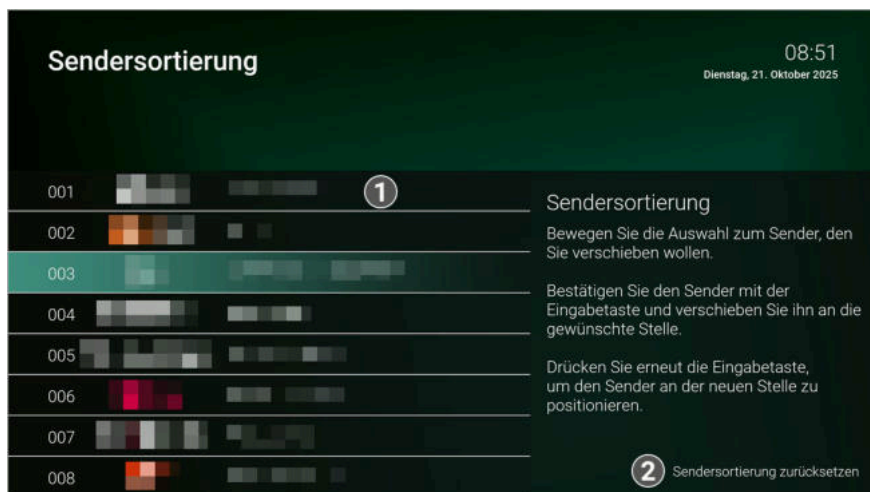 Sendersortierung
08:51
Dienstag, 21. Oktober 2025
001
1
002
003
004
005
006
007
008
Sendersortierung
Bewegen Sie die Auswahl zum Sender, den
Sie verschieben wollen.
Bestätigen Sie den Sender mit der
Eingabetaste und verschieben Sie ihn an die
gewünschte Stelle.
Drücken Sie erneut die Eingabetaste,
um den Sender an der neuen Stelle zu
positionieren.
2 Sendersortierung zurücksetzen